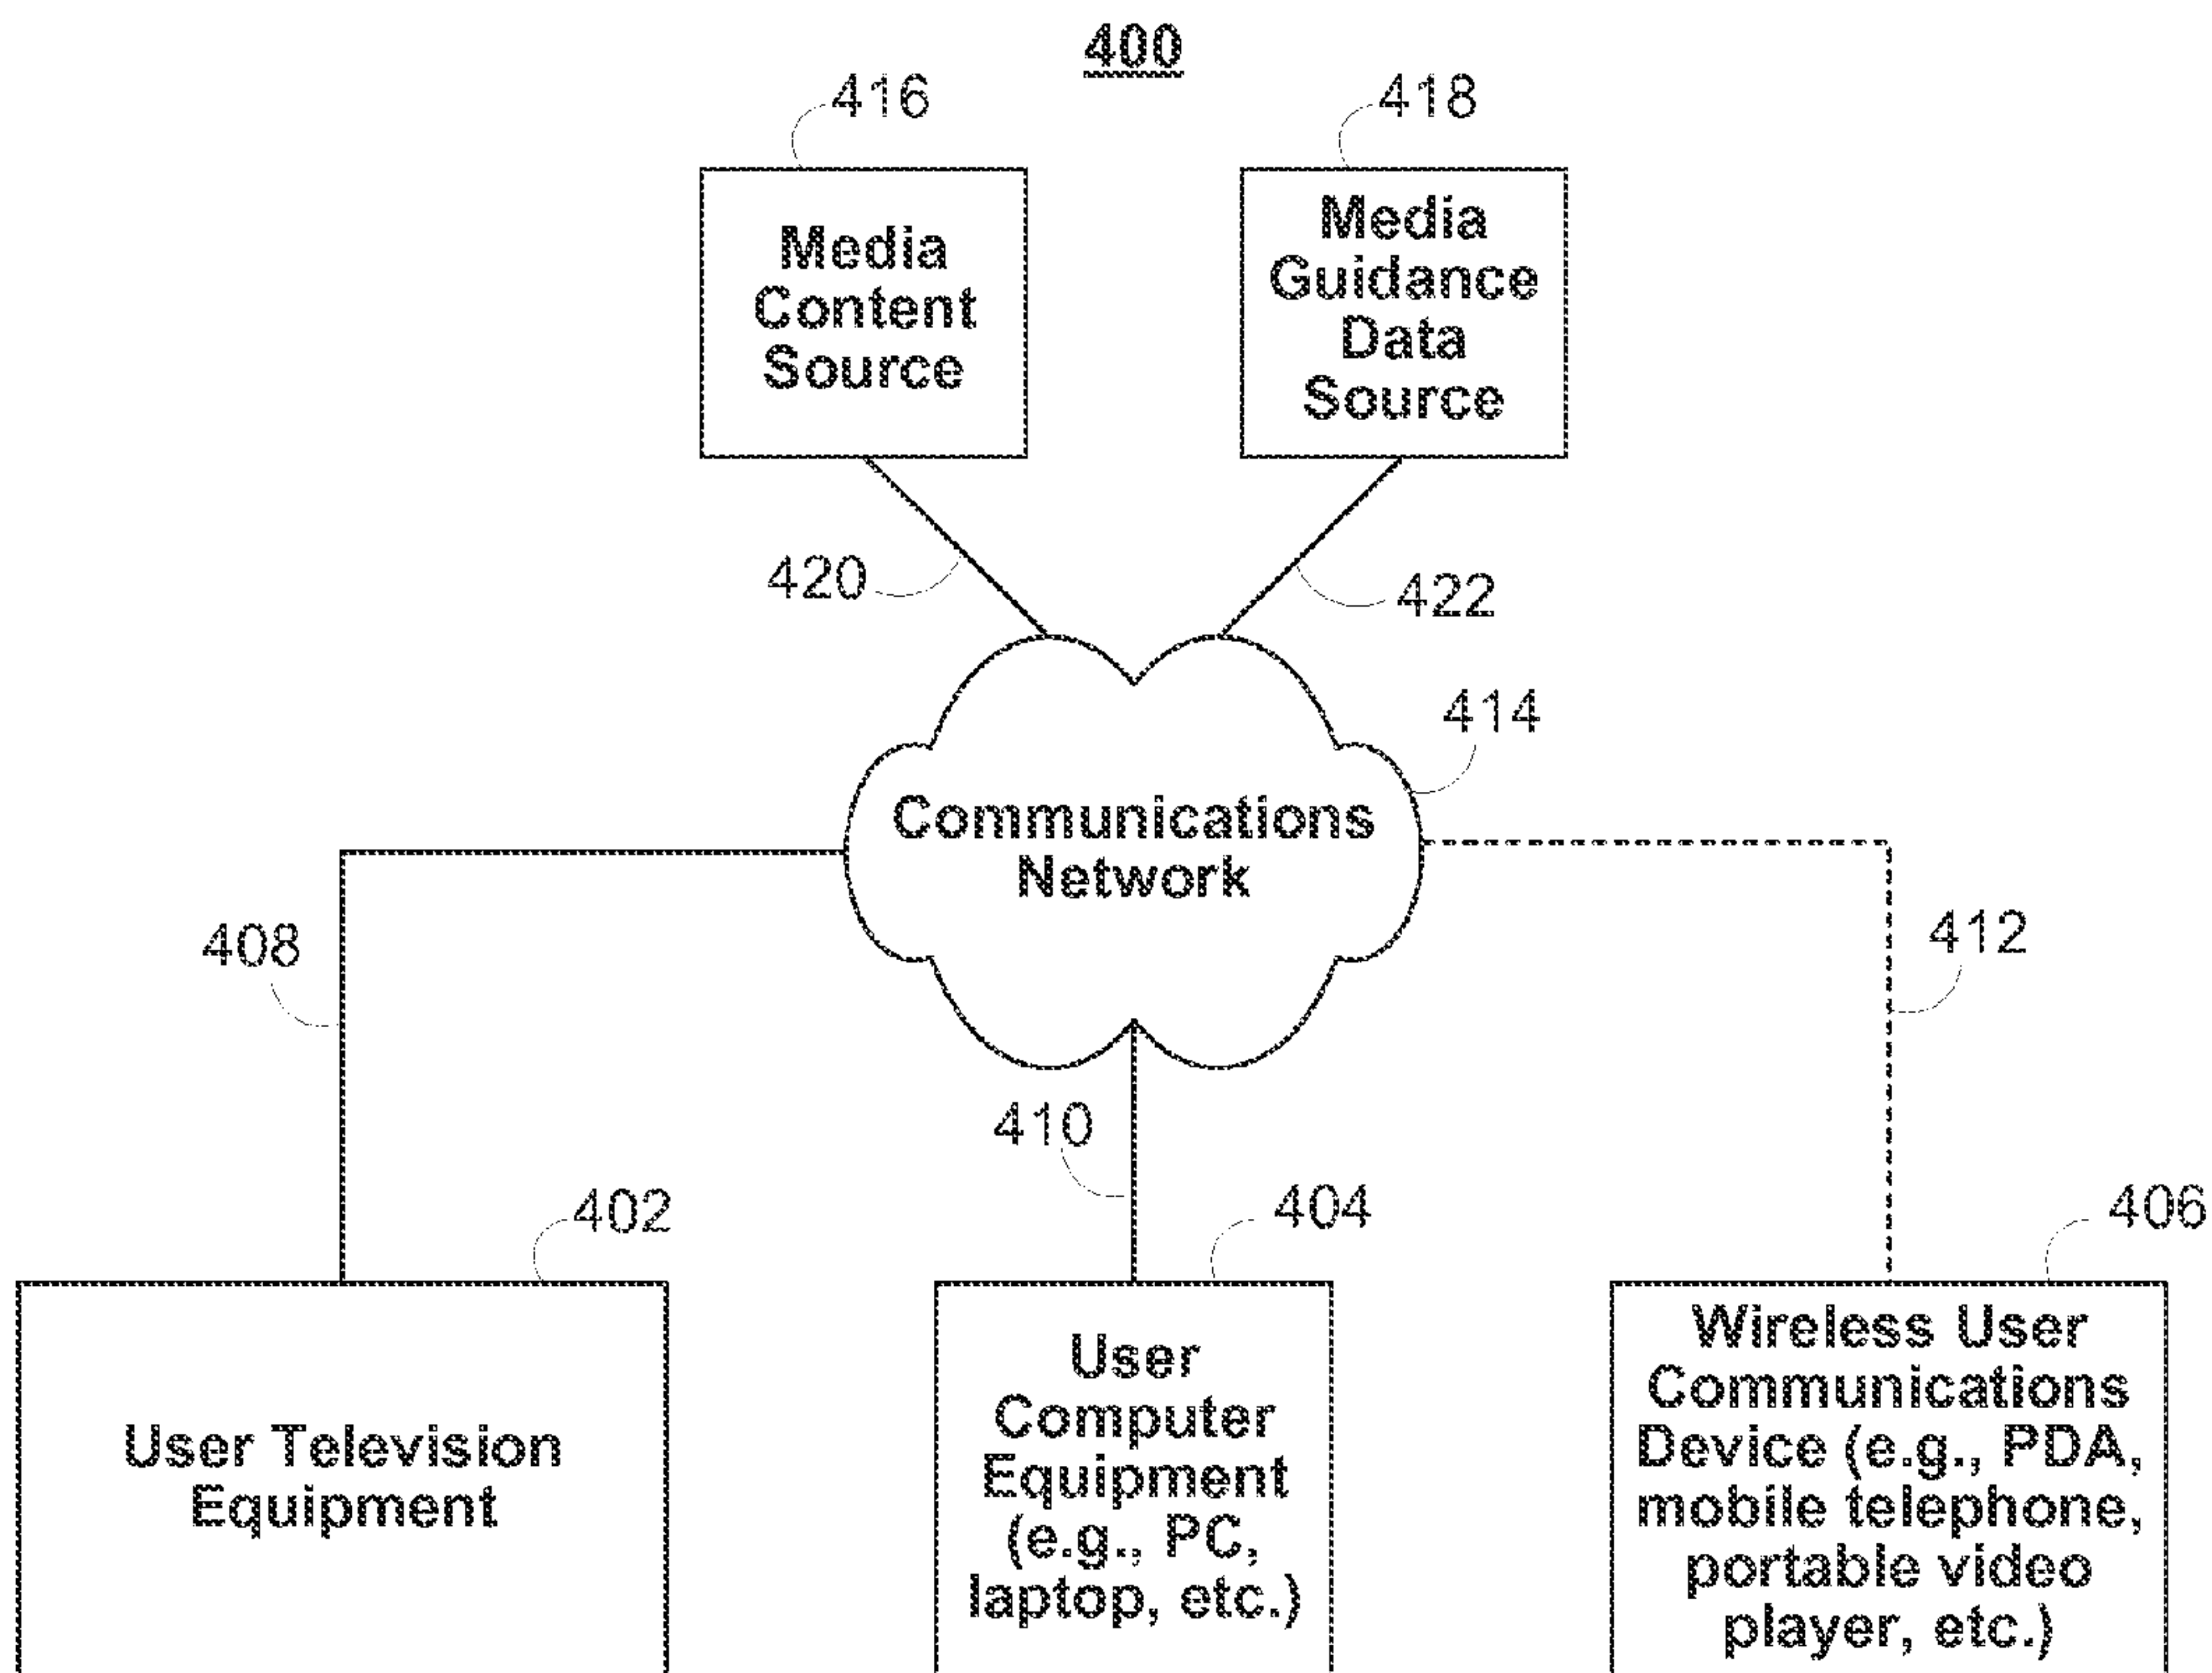 400
416
418
Media
Content
Source
Media
Guidance
Data
Source
420
422
414
Communications
Network
408
412
410
402
404
406
User Television
Equipment
User
Computer
Equipment
(e.g., PC,
laptop, etc.)
Wireless User
Communications
Device (e.g., PDA,
mobile telephone,
portable video
player, etc.)